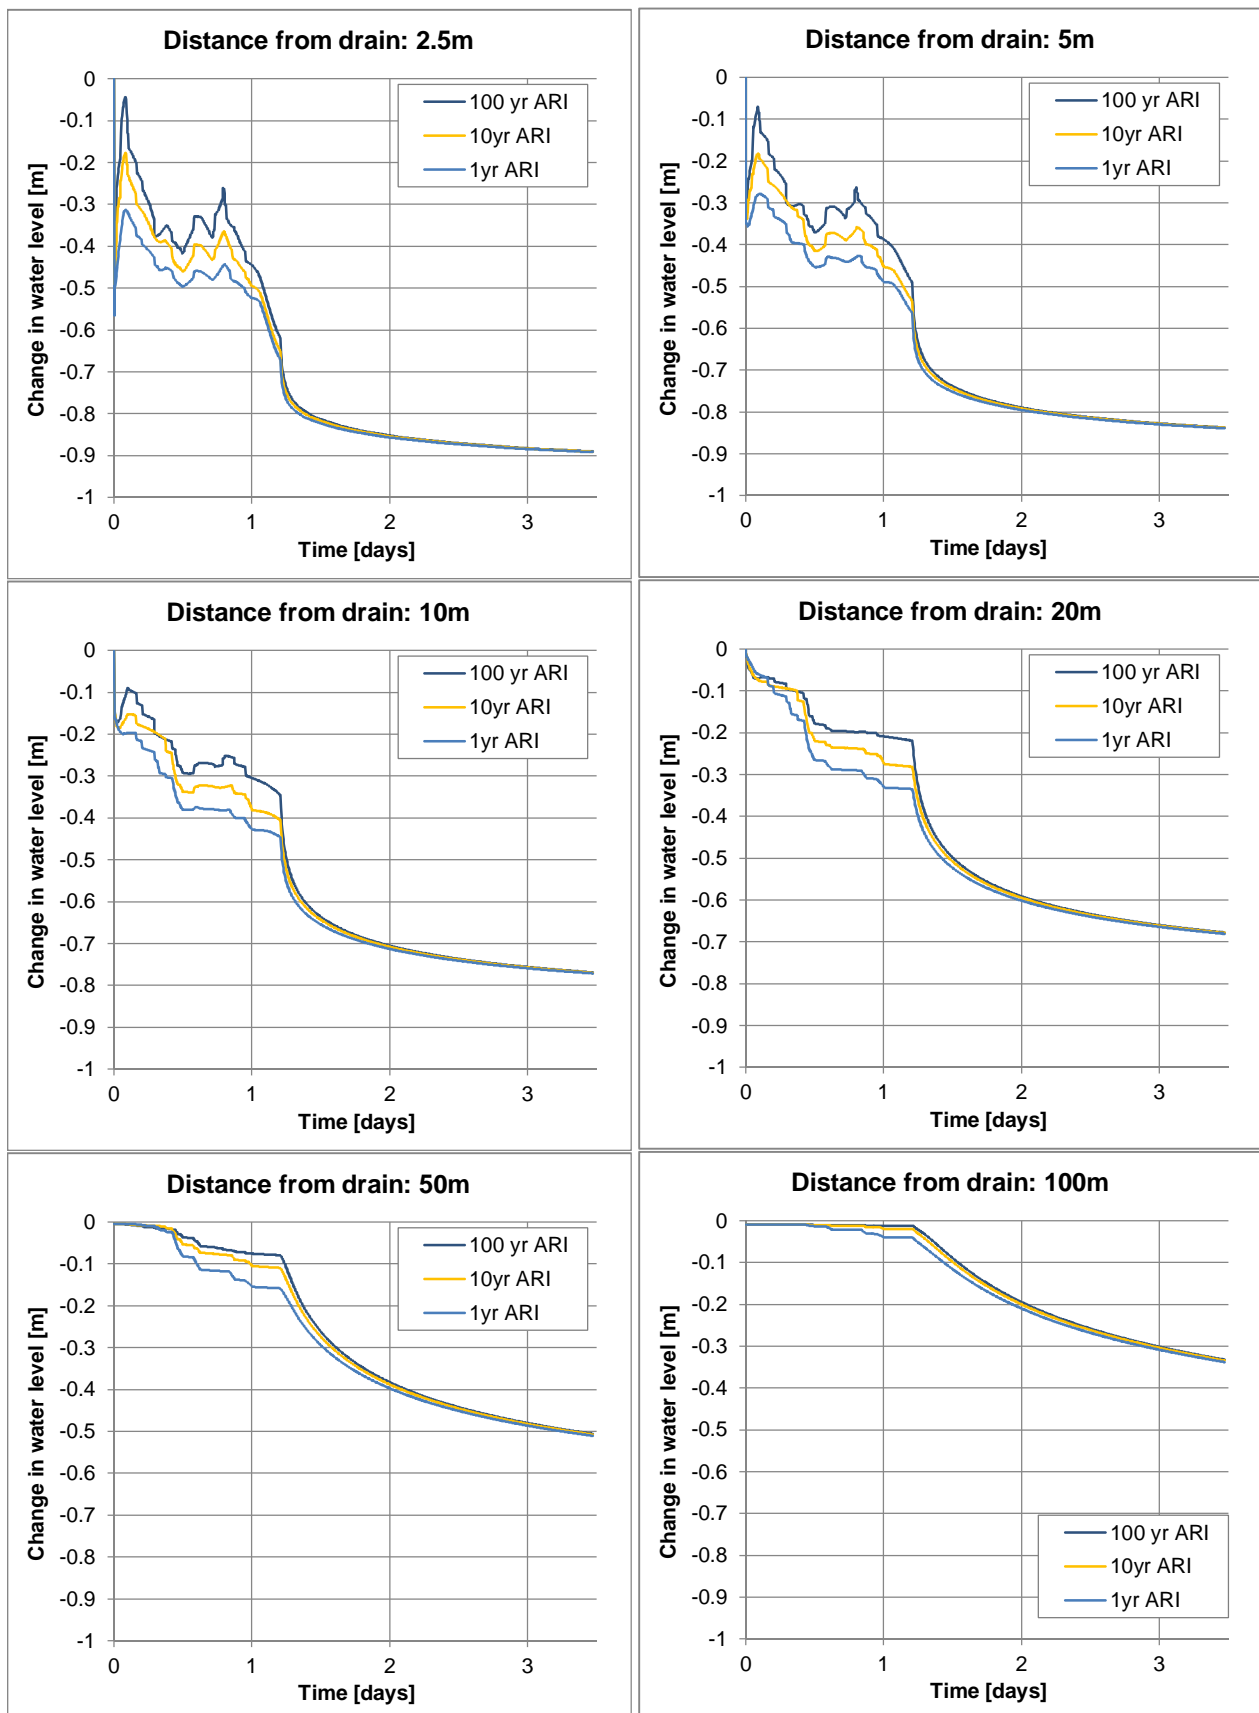 Distance from drain: 2.5m
0
-0.1
-0.2
-0.3
-0.4
-0.5
-0.6
-0.7
-0.8
-0.9
-1
Change in water level [m]
100 yr ARI
10yr ARI
1yr ARI
0
1
2
3
Time [days]
Distance from drain: 5m
0
-0.1
-0.2
-0.3
-0.4
-0.5
-0.6
-0.7
-0.8
-0.9
-1
Change in water level [m]
100 yr ARI
10yr ARI
1yr ARI
0
1
2
3
Time [days]
Distance from drain: 10m
0
-0.1
-0.2
-0.3
-0.4
-0.5
-0.6
-0.7
-0.8
-0.9
-1
Change in water level [m]
100 yr ARI
10yr ARI
1yr ARI
0
1
2
3
Time [days]
Distance from drain: 20m
0
-0.1
-0.2
-0.3
-0.4
-0.5
-0.6
-0.7
-0.8
-0.9
-1
Change in water level [m]
100 yr ARI
10yr ARI
1yr ARI
0
1
2
3
Time [days]
Distance from drain: 50m
0
-0.1
-0.2
-0.3
-0.4
-0.5
-0.6
-0.7
-0.8
-0.9
-1
Change in water level [m]
100 yr ARI
10yr ARI
1yr ARI
0
1
2
3
Time [days]
Distance from drain: 100m
0
-0.1
-0.2
-0.3
-0.4
-0.5
-0.6
-0.7
-0.8
-0.9
-1
Change in water level [m]
100 yr ARI
10yr ARI
1yr ARI
0
1
2
3
Time [days]